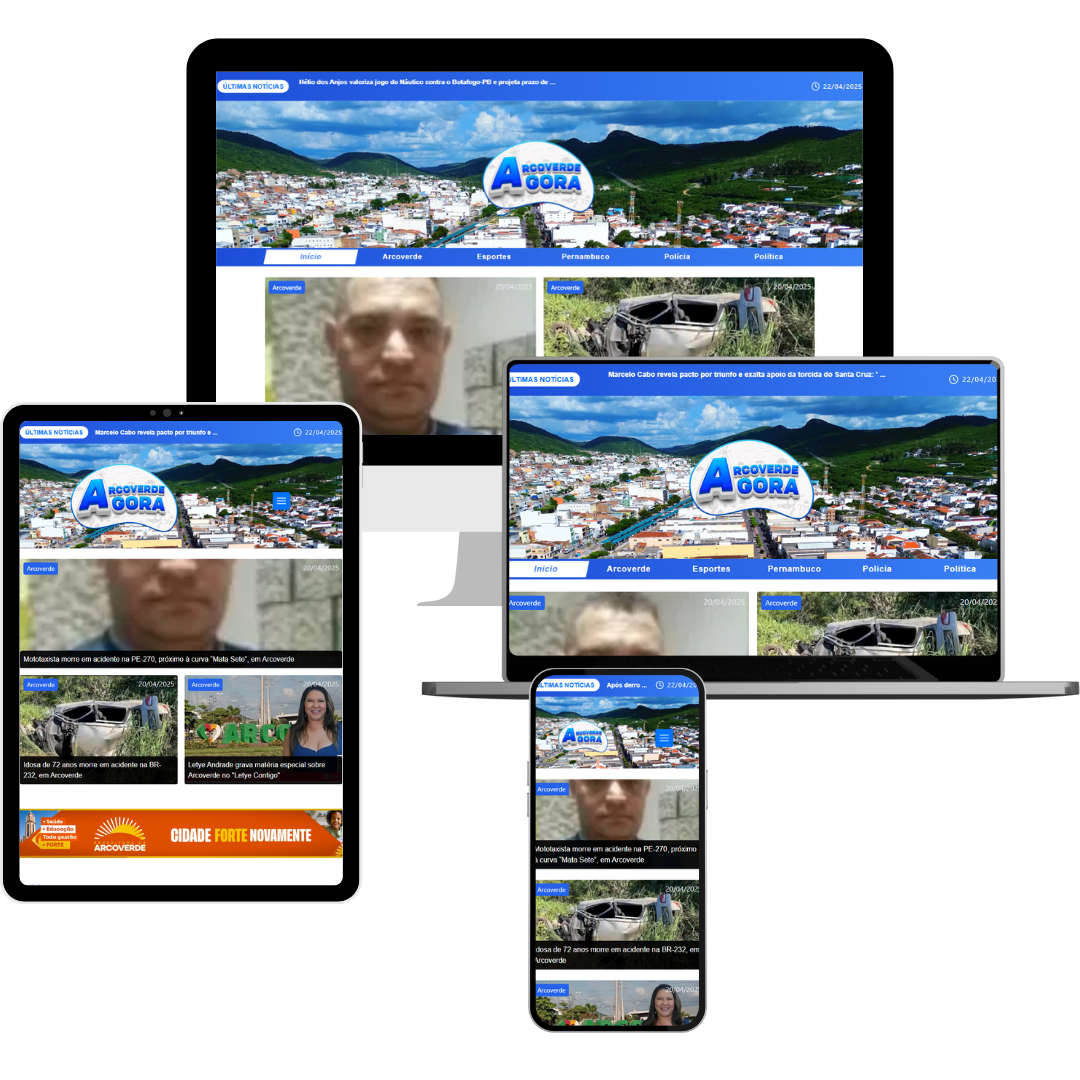 ÚLTIMAS NOTÍCIAS
Hélio dos Anjos valoriza jogo do Náutico contra o Botafogo-PB e projeta prazo de ...
22/04/2025
ARCOVERDE
AGORA
Início
Arcoverde
Esportes
Pernambuco
Polícia
Política
Arcoverde
20/04/2025
Arcoverde
20/04/2025
LTIMAS NOTÍCIAS
Marcelo Cabo revela pacto por triunfo e exalta apoio da torcida do Santa Cruz: ' ...
22/04/20
ARCOVERDE
AGORA
Início
Arcoverde
Esportes
Pernambuco
Polícia
Política
Arcoverde
20/04/2025
Arcoverde
20/04/202
ÚLTIMAS NOTÍCIAS
Marcelo Cabo revela pacto por triunfo e ...
22/04/2025
ARCOVERDE
AGORA
Arcoverde
20/04/2025
Mototaxista morre em acidente na PE-270, próximo à curva "Mata Sete", em Arcoverde
Arcoverde
20/04/2025
Idosa de 72 anos morre em acidente na BR-
232, em Arcoverde
Arcoverde
20/04/2025
ARCO
Letye Andrade grava matéria especial sobre
Arcoverde no "Letye Contigo"
+ Saúde
+ Educação
Toda gestão
+ FORTE
ARCOVERDE
CIDADE FORTE NOVAMENTE
LTIMAS NOTÍCIAS
Após derro ...
22/04/20
ARCOVERDE
AGORA
Arcoverde
20/04/202
Mototaxista morre em acidente na PE-270, próximo
à curva "Mata Sete", em Arcoverde
Arcoverde
20/04/202
dosa de 72 anos morre em acidente na BR-232, em
Arcoverde
Arcoverde
20/04/202